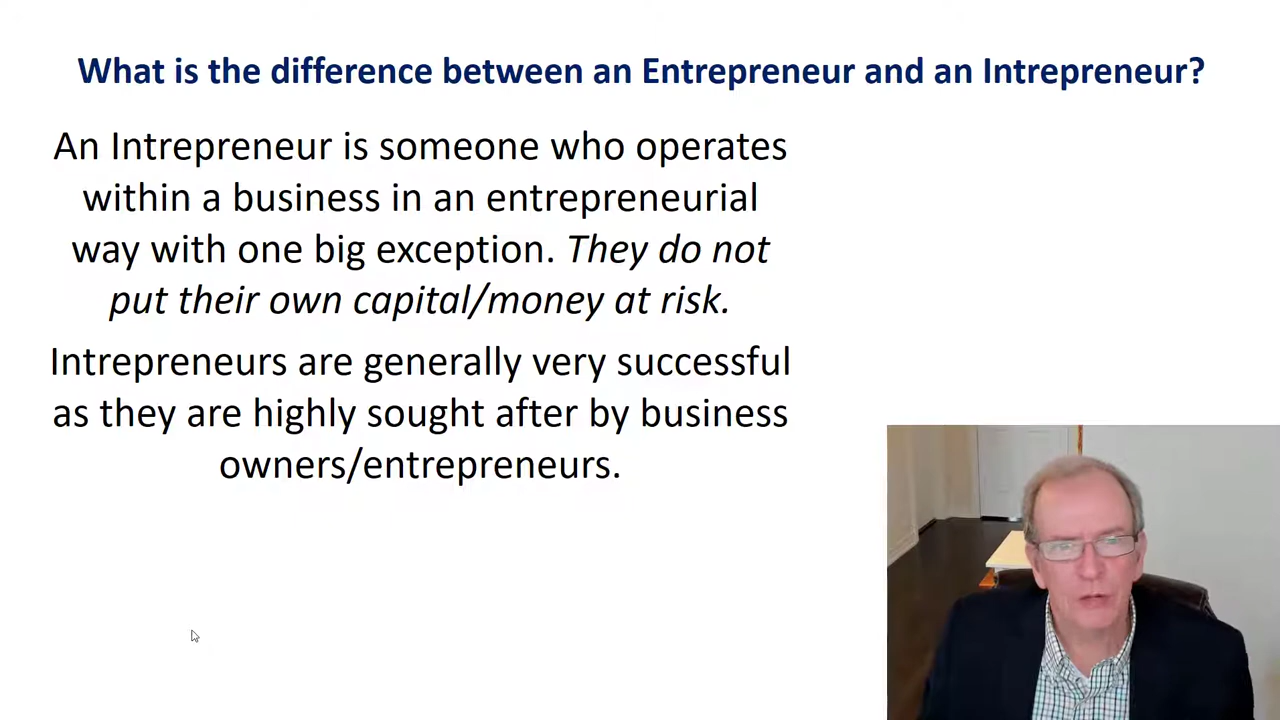 What is the difference between an Entrepreneur and an Intrepreneur?
An Intrepreneur is someone who operates
within a business in an entrepreneurial
way with one big exception. They do not
put their own capital/money at risk.
Intrepreneurs are generally very successful
as they are highly sought after by business
owners/entrepreneurs.